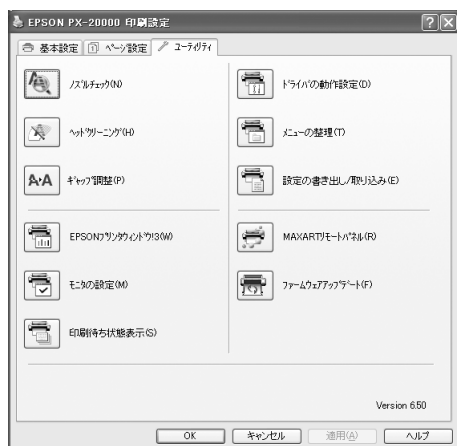 EPSON PX-20000 印刷設定
基本設定 ページ設定 ユーティリティ
ノズルチェック(N)
ヘッドクリーニング(H)
ギャップ調整(P)
EPSONプリンタウィンドウ!3(W)
モニタの設定(M)
印刷待ち状態表示(S)
ドライバの動作設定(D)
メニューの整理(T)
設定の書き出し/取り込み(E)
MAXARTリモートパネル(R)
ファームウェアアップデート(F)
Version 6.50
OK キャンセル 適用(A) ヘルプ